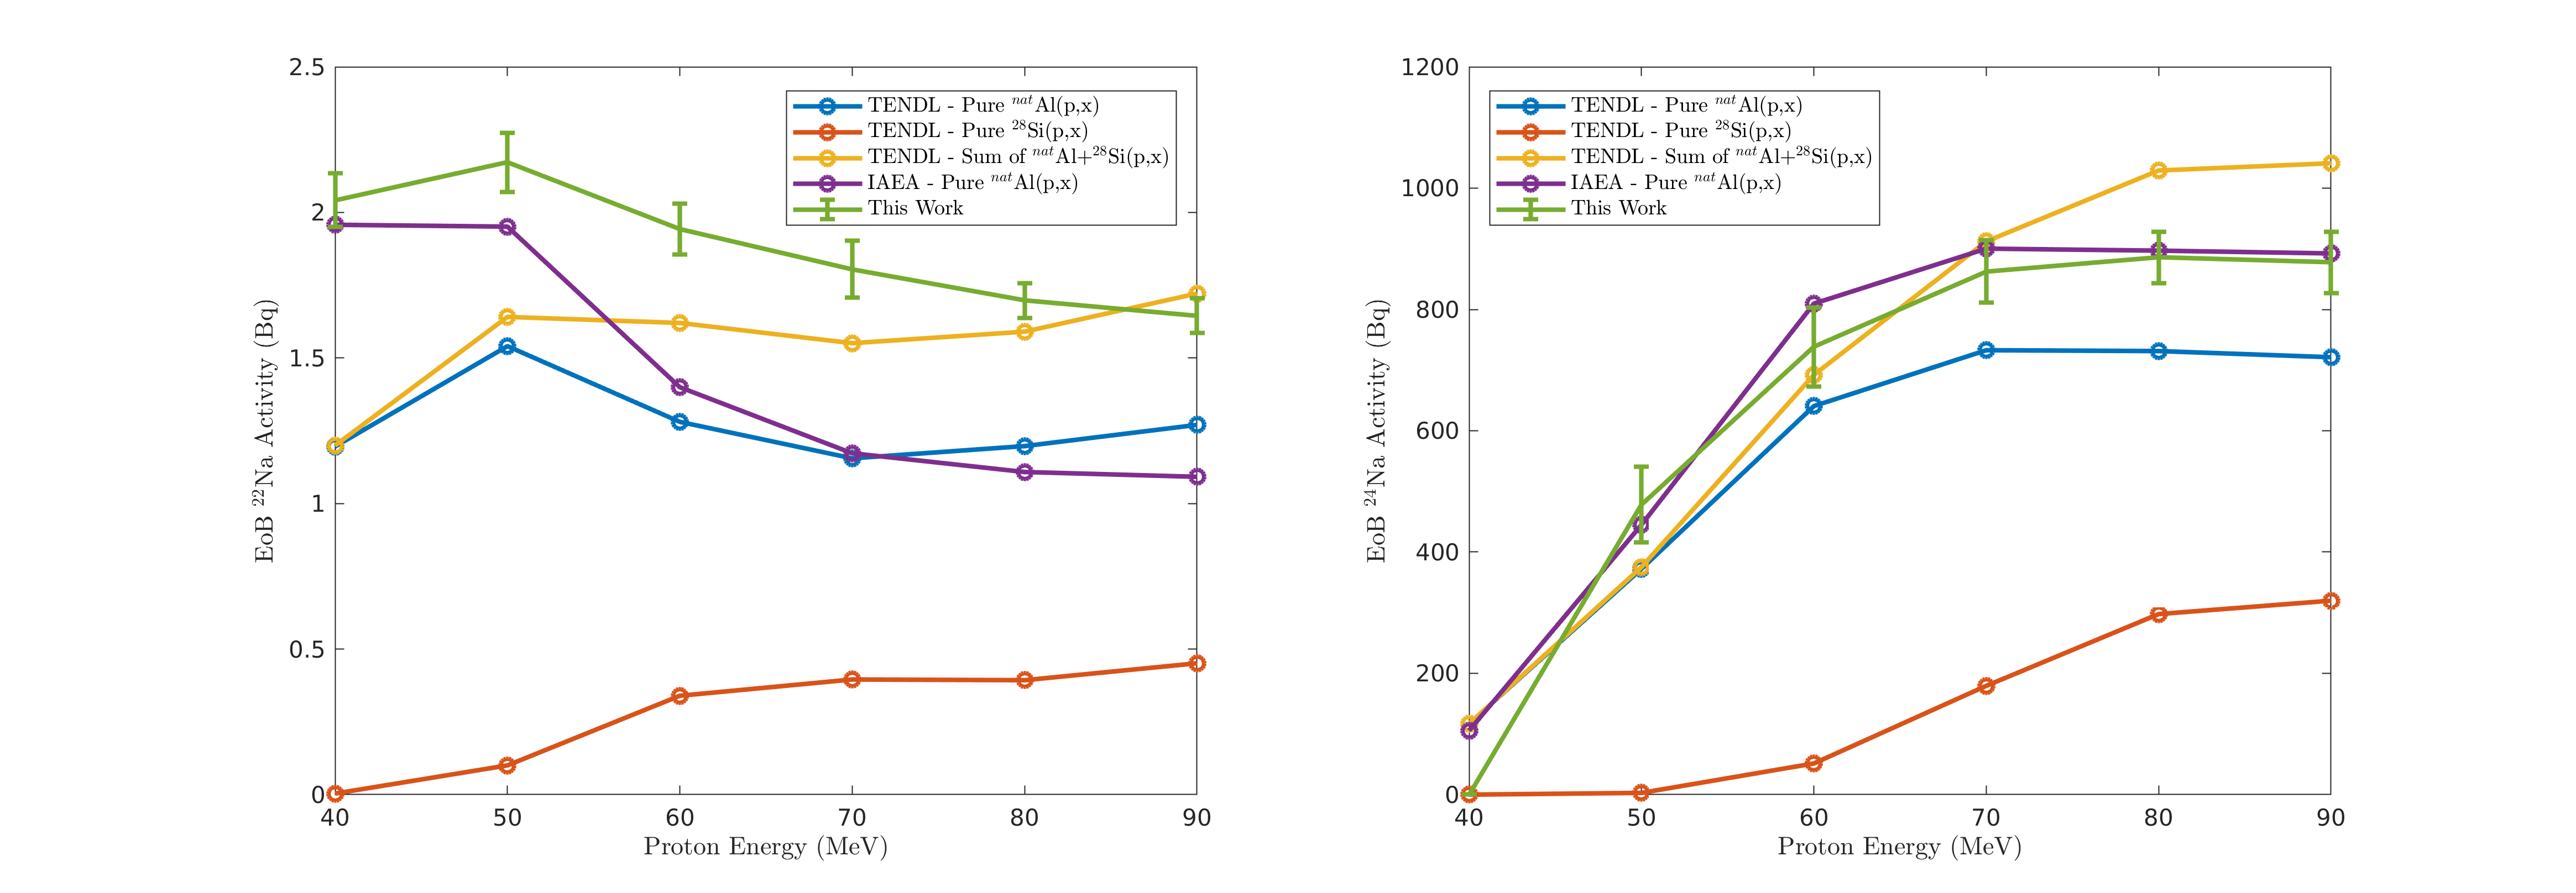 2.5
2
1.5
1
0.5
0
EoB ²²Na Activity (Bq)
TENDL - Pure ⁿᵃᵗAl(p,x)
TENDL - Pure ²⁸Si(p,x)
TENDL - Sum of ⁿᵃᵗAl+²⁸Si(p,x)
IAEA - Pure ⁿᵃᵗAl(p,x)
This Work
40 50 60 70 80 90
Proton Energy (MeV)
1200
1000
800
600
400
200
0
EoB ²⁴Na Activity (Bq)
TENDL - Pure ⁿᵃᵗAl(p,x)
TENDL - Pure ²⁸Si(p,x)
TENDL - Sum of ⁿᵃᵗAl+²⁸Si(p,x)
IAEA - Pure ⁿᵃᵗAl(p,x)
This Work
40 50 60 70 80 90
Proton Energy (MeV)